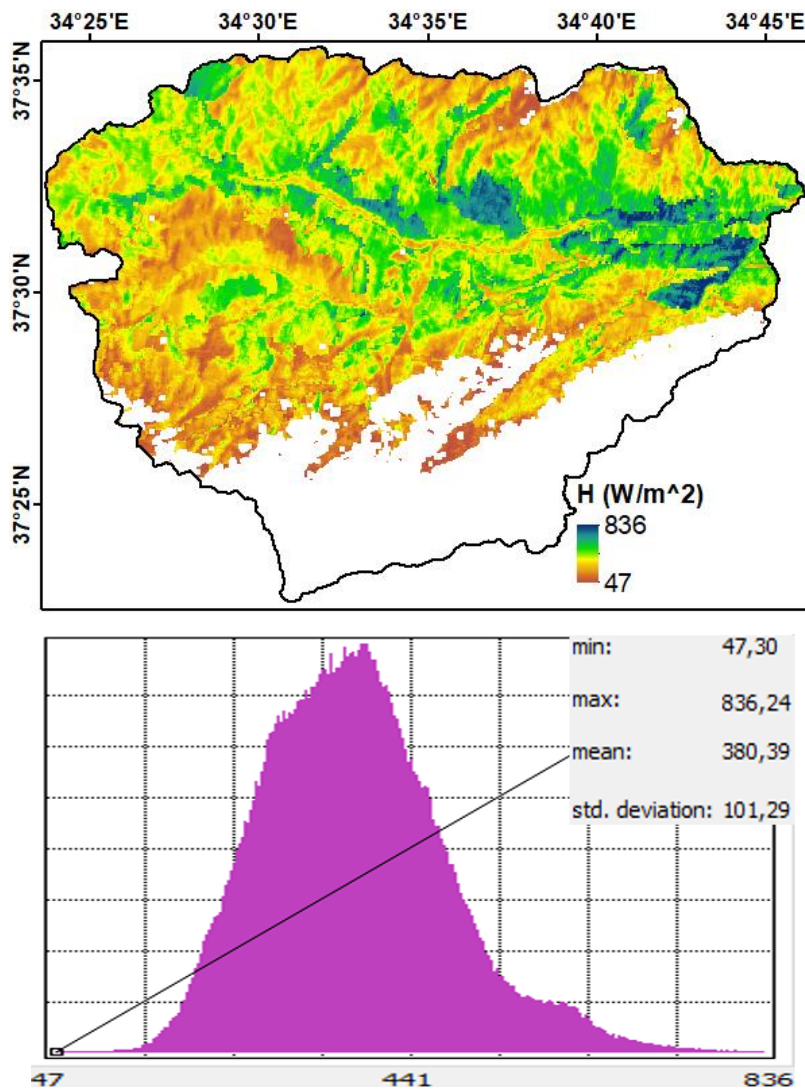 34°25'E 34°30'E 34°35'E 34°40'E 34°45'E
37°35'N
37°30'N
37°25'N
H (W/m^2)
836
47
min: 47,30
max: 836,24
mean: 380,39
std. deviation: 101,29
47 441 836